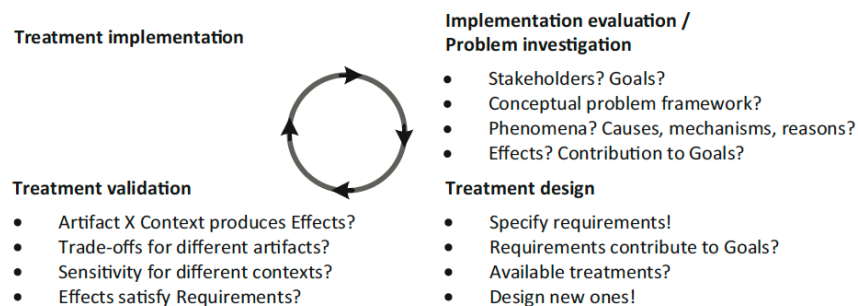 Treatment implementation
Implementation evaluation /
Problem investigation
• Stakeholders? Goals?
• Conceptual problem framework?
• Phenomena? Causes, mechanisms, reasons?
• Effects? Contribution to Goals?
Treatment validation
• Artifact X Context produces Effects?
• Trade-offs for different artifacts?
• Sensitivity for different contexts?
• Effects satisfy Requirements?
Treatment design
• Specify requirements!
• Requirements contribute to Goals?
• Available treatments?
• Design new ones!